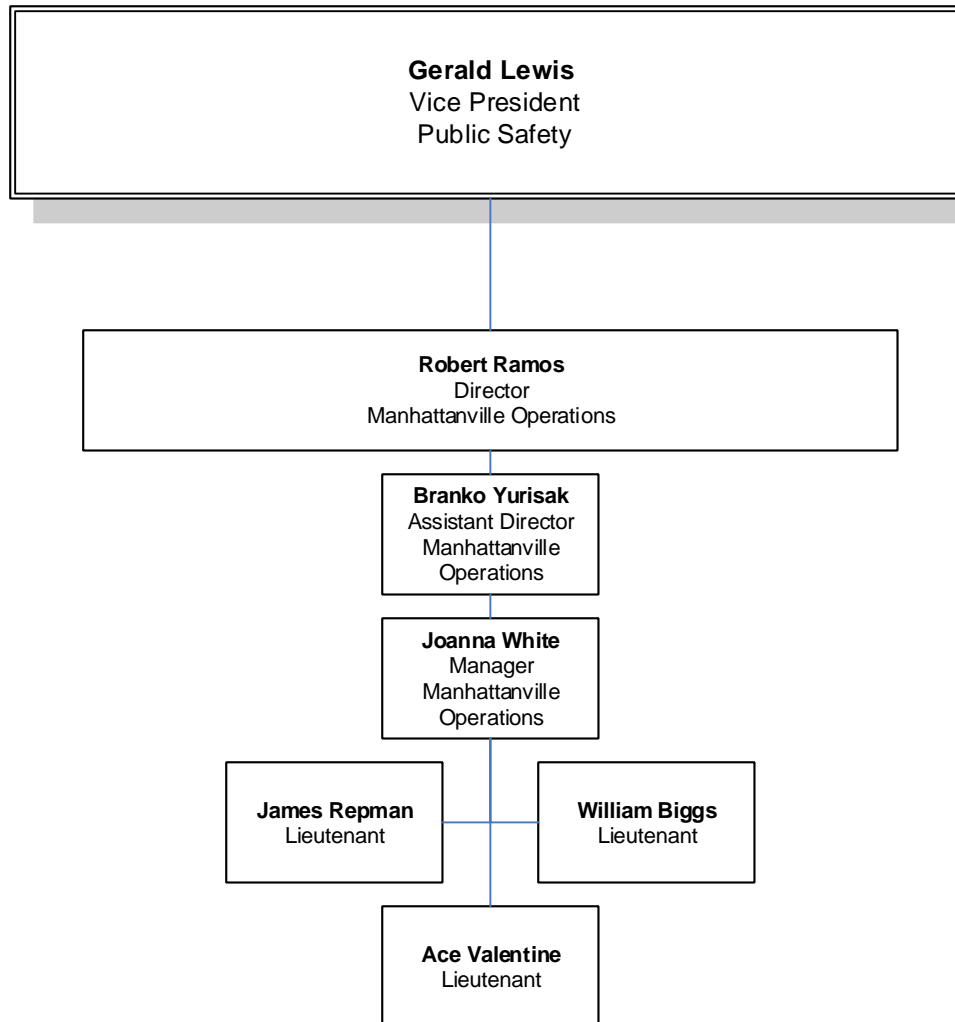 Gerald Lewis
Vice President
Public Safety
Robert Ramos
Director
Manhattanville Operations
Branko Yurisak
Assistant Director
Manhattanville
Operations
Joanna White
Manager
Manhattanville
Operations
James Repman
Lieutenant
William Biggs
Lieutenant
Ace Valentine
Lieutenant